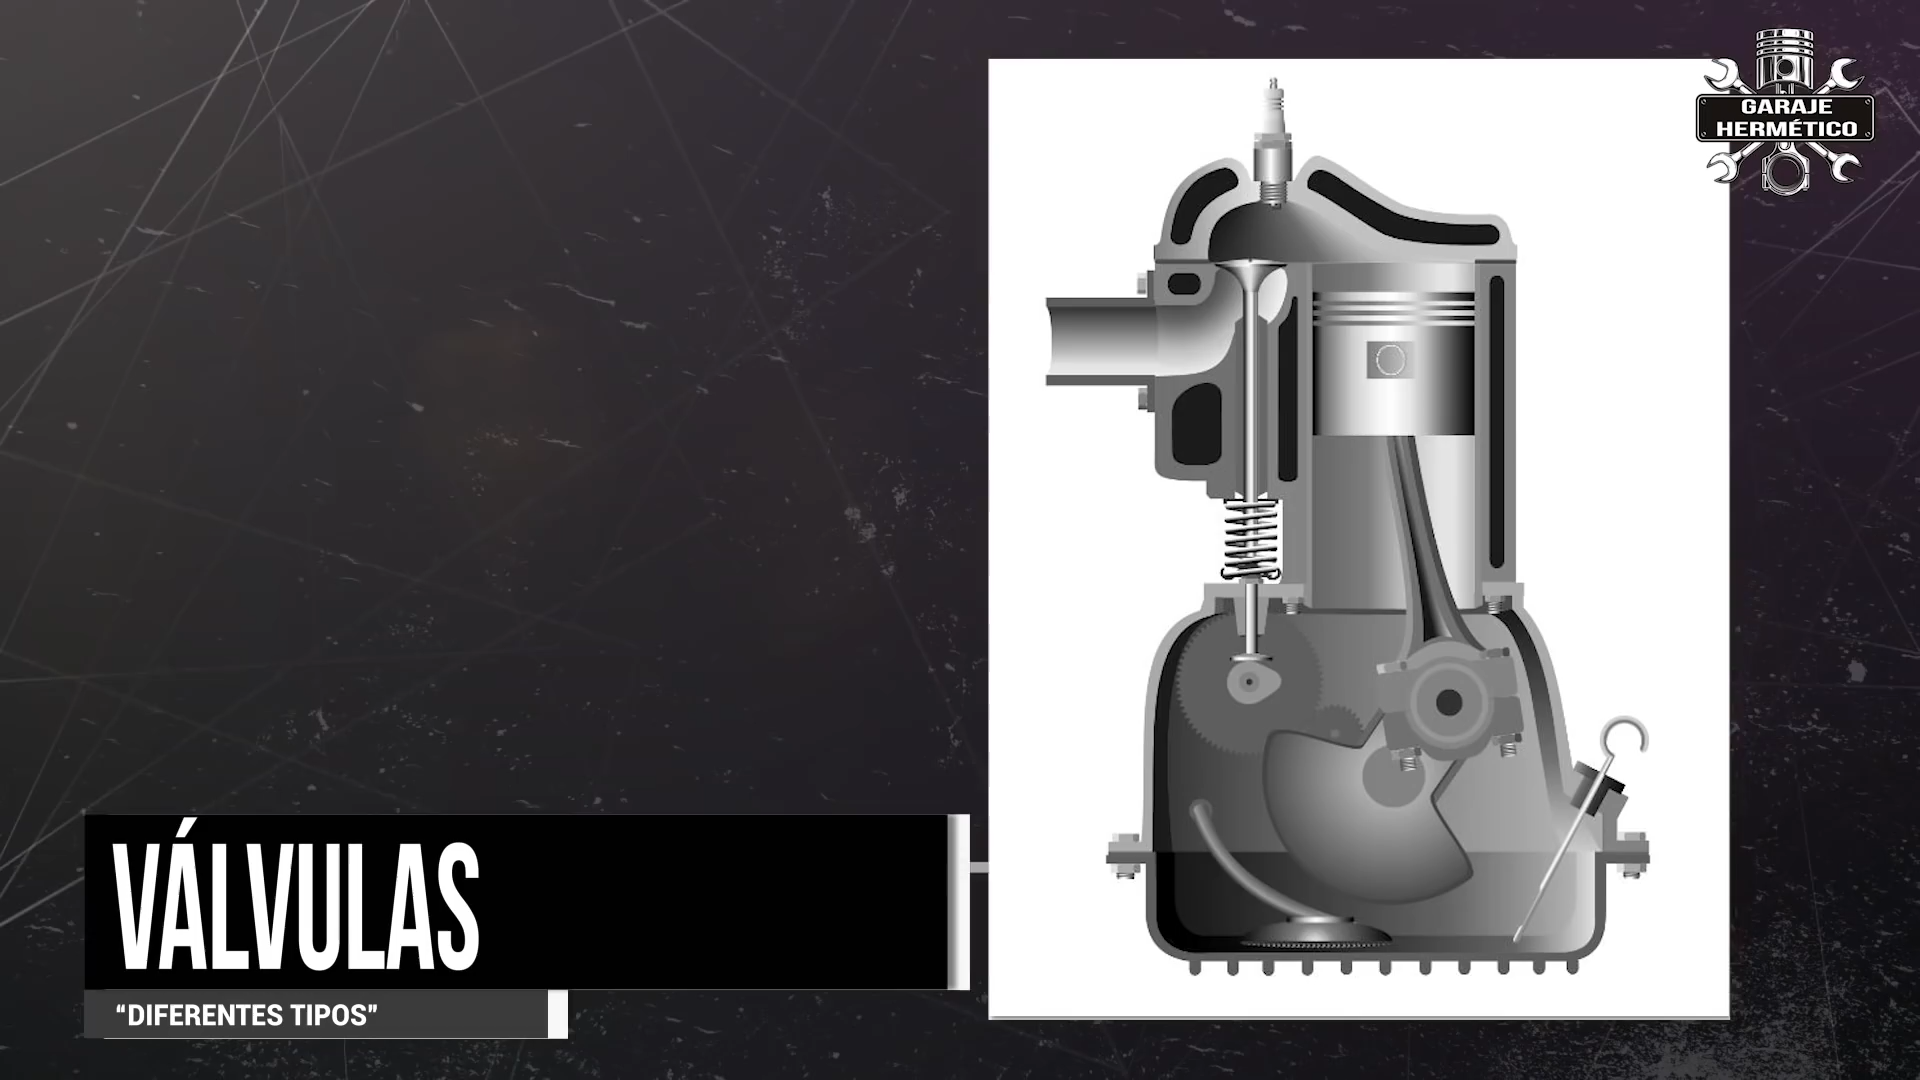 GARAJE
HERMÉTICO
VÁLVULAS
“DIFERENTES TIPOS”